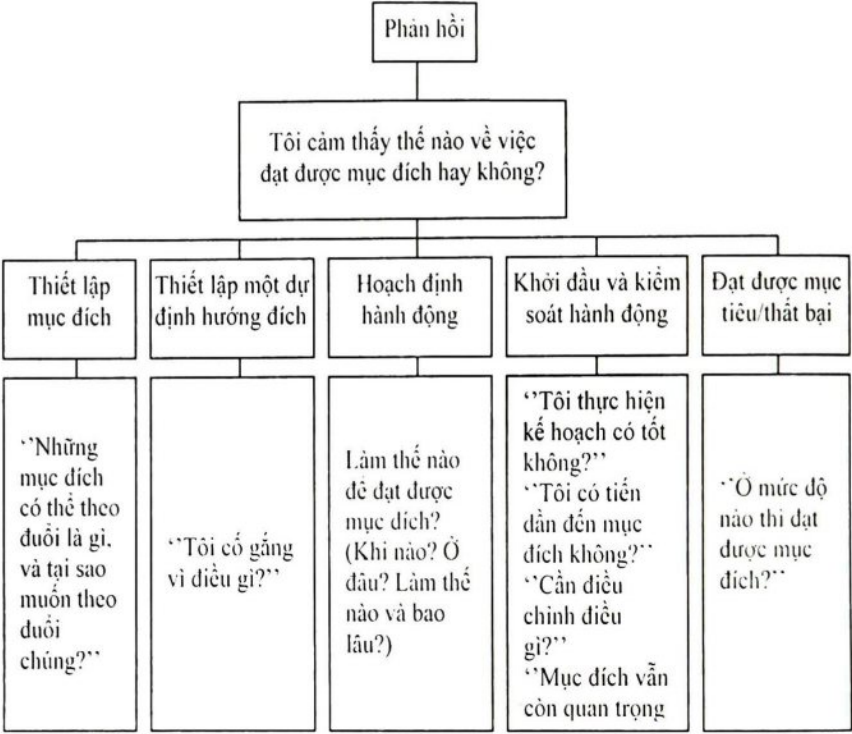 Phản hồi
Tôi cảm thấy thế nào về việc
đạt được mục đích hay không?
Thiết lập
mục đích
Thiết lập một dự
định hướng đích
Hoạch định
hành động
Khởi đầu và kiểm
soát hành động
Đạt được mục
tiêu/thất bại
‘’Những
mục đích
có thể theo
đuổi là gì,
và tại sao
muốn theo
đuổi
chúng?’’
‘’Tôi cố gắng
vì điều gì?’’
Làm thế nào
để đạt được
mục đích?
(Khi nào? Ở
đâu? Làm thế
nào và bao
lâu?)
‘’Tôi thực hiện
kế hoạch có tốt
không?’’
‘’Tôi có tiến
dần đến mục
đích không?’’
‘’Cần điều
chỉnh điều
gì?’’
‘’Mục đích vẫn
còn quan trọng
‘’Ở mức độ
nào thì đạt
được mục
đích?’’